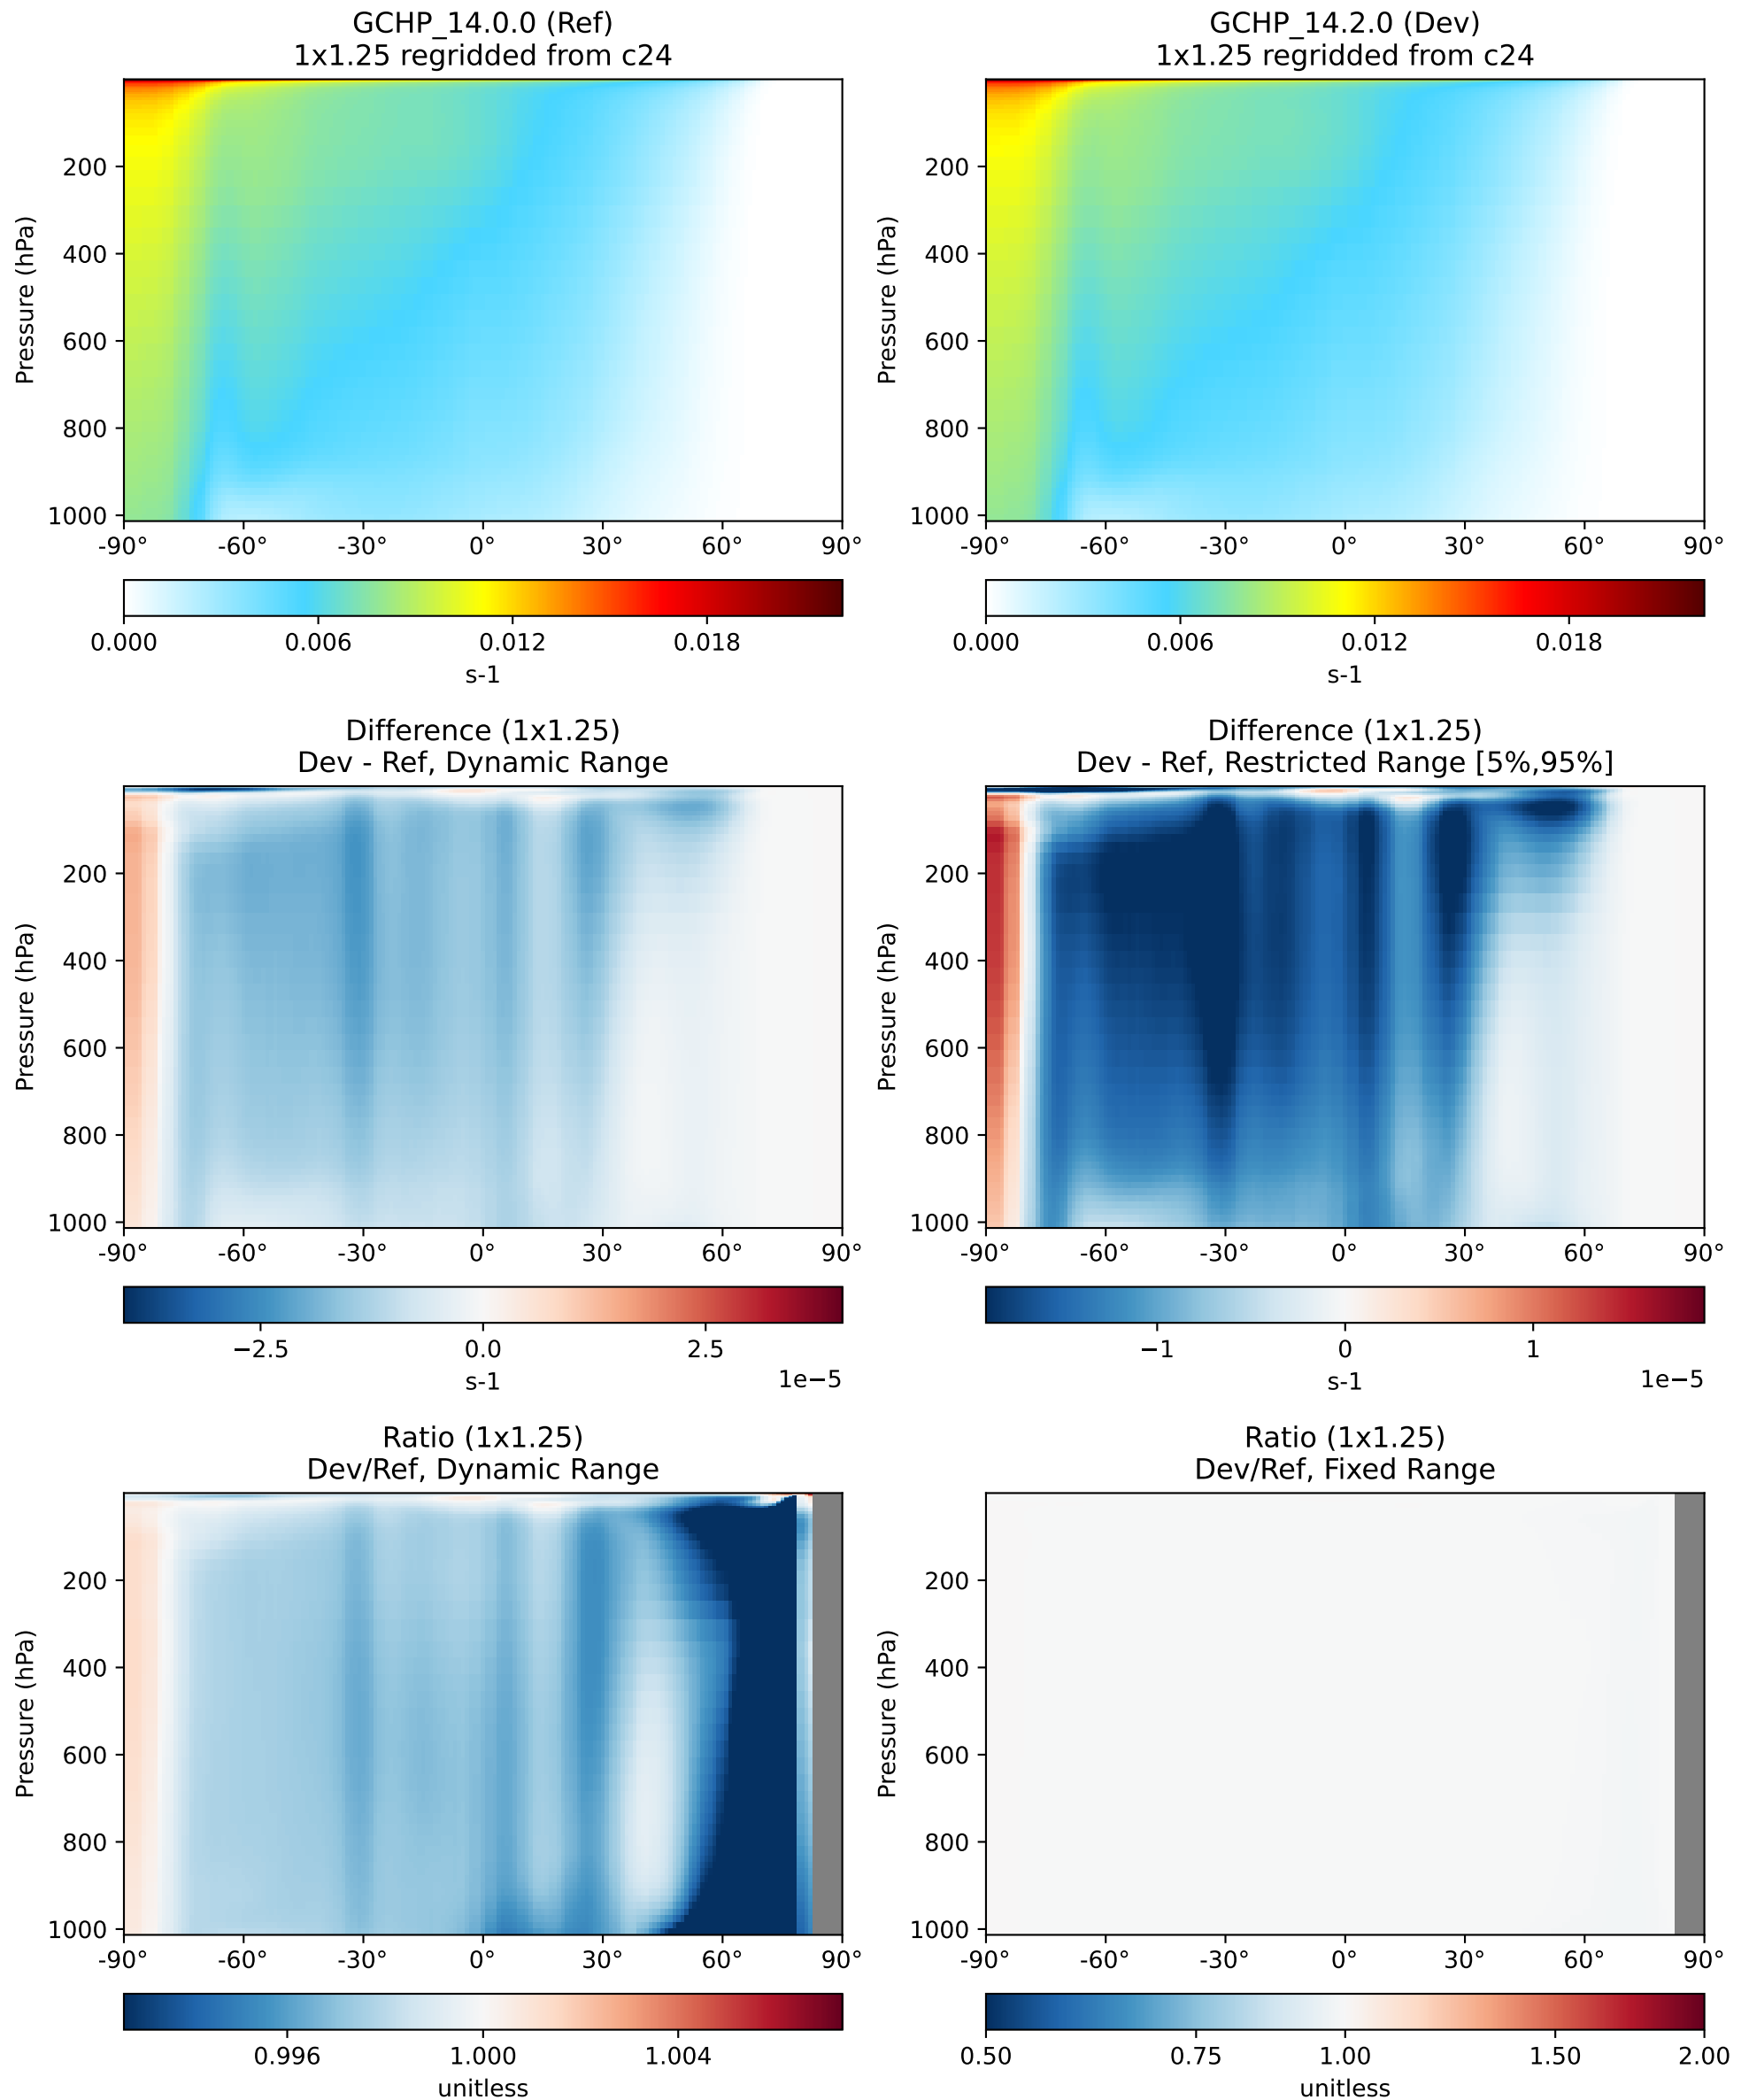 GCHP_14.0.0 (Ref)
1x1.25 regridded from c24
Pressure (hPa)
200
400
600
800
1000
-90° -60° -30° 0° 30° 60° 90°
0.000 0.006 0.012 0.018
s-1
GCHP_14.2.0 (Dev)
1x1.25 regridded from c24
Pressure (hPa)
200
400
600
800
1000
-90° -60° -30° 0° 30° 60° 90°
0.000 0.006 0.012 0.018
s-1
Difference (1x1.25)
Dev - Ref, Dynamic Range
Pressure (hPa)
200
400
600
800
1000
-90° -60° -30° 0° 30° 60° 90°
−2.5 0.0 2.5
s-1
1e−5
Difference (1x1.25)
Dev - Ref, Restricted Range [5%,95%]
Pressure (hPa)
200
400
600
800
1000
-90° -60° -30° 0° 30° 60° 90°
−1 0 1
s-1
1e−5
Ratio (1x1.25)
Dev/Ref, Dynamic Range
Pressure (hPa)
200
400
600
800
1000
-90° -60° -30° 0° 30° 60° 90°
0.996 1.000 1.004
unitless
Ratio (1x1.25)
Dev/Ref, Fixed Range
Pressure (hPa)
200
400
600
800
1000
-90° -60° -30° 0° 30° 60° 90°
0.50 0.75 1.00 1.50 2.00
unitless